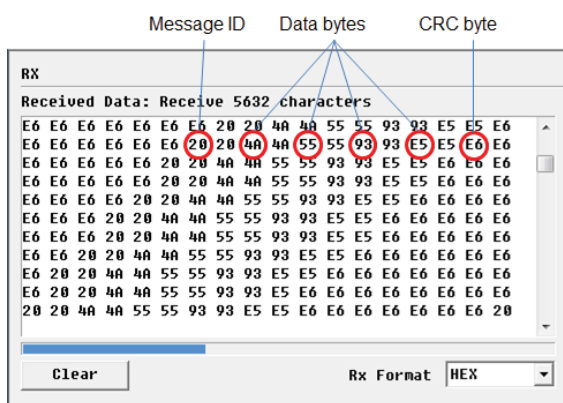 Message ID Data bytes CRC byte
RX
Received Data: Receive 5632 characters
E6 E6 E6 E6 E6 E6 E6 20 20 4A 4A 55 55 93 93 E5 E5 E6
E6 E6 E6 E6 E6 E6 20 20 4A 4A 55 55 93 93 E5 E5 E6 E6
E6 E6 E6 E6 E6 20 20 4A 4A 55 55 93 93 E5 E5 E6 E6 E6
E6 E6 E6 E6 E6 20 20 4A 4A 55 55 93 93 E5 E5 E6 E6 E6
E6 E6 E6 E6 20 20 4A 4A 55 55 93 93 E5 E5 E6 E6 E6 E6
E6 E6 E6 20 20 4A 4A 55 55 93 93 E5 E5 E6 E6 E6 E6 E6
E6 E6 E6 20 20 4A 4A 55 55 93 93 E5 E5 E6 E6 E6 E6 E6
E6 E6 20 20 4A 4A 55 55 93 93 E5 E5 E6 E6 E6 E6 E6 E6
E6 20 20 4A 4A 55 55 93 93 E5 E5 E6 E6 E6 E6 E6 E6 E6
E6 20 20 4A 4A 55 55 93 93 E5 E5 E6 E6 E6 E6 E6 E6 E6
20 20 4A 4A 55 55 93 93 E5 E5 E6 E6 E6 E6 E6 E6 E6 20
Clear Rx Format HEX